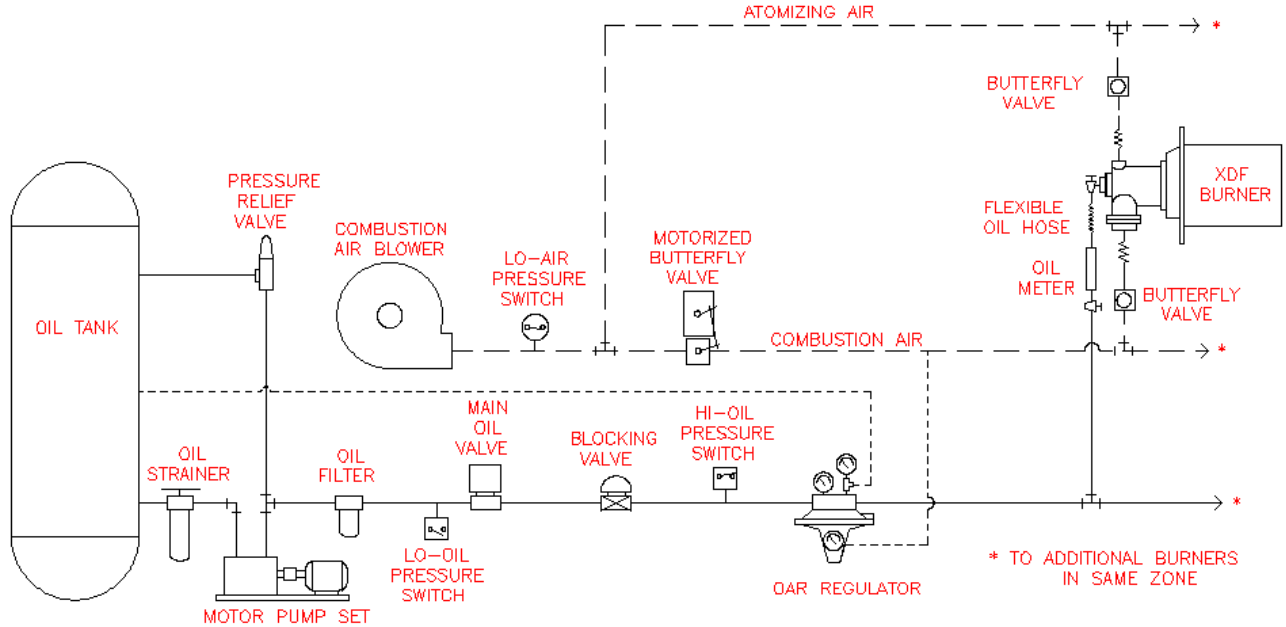 ATOMIZING AIR
*
BUTTERFLY
VALVE
PRESSURE
RELIEF
VALVE
XDF
BURNER
COMBUSTION
AIR BLOWER
FLEXIBLE
OIL HOSE
MOTORIZED
BUTTERFLY
VALVE
LO-AIR
PRESSURE
SWITCH
OIL
METER
BUTTERFLY
VALVE
OIL TANK
COMBUSTION AIR
*
MAIN
OIL
VALVE
HI-OIL
PRESSURE
SWITCH
BLOCKING
VALVE
OIL
STRAINER
OIL
FILTER
*
LO-OIL
PRESSURE
SWITCH
* TO ADDITIONAL BURNERS
IN SAME ZONE
OAR REGULATOR
MOTOR PUMP SET